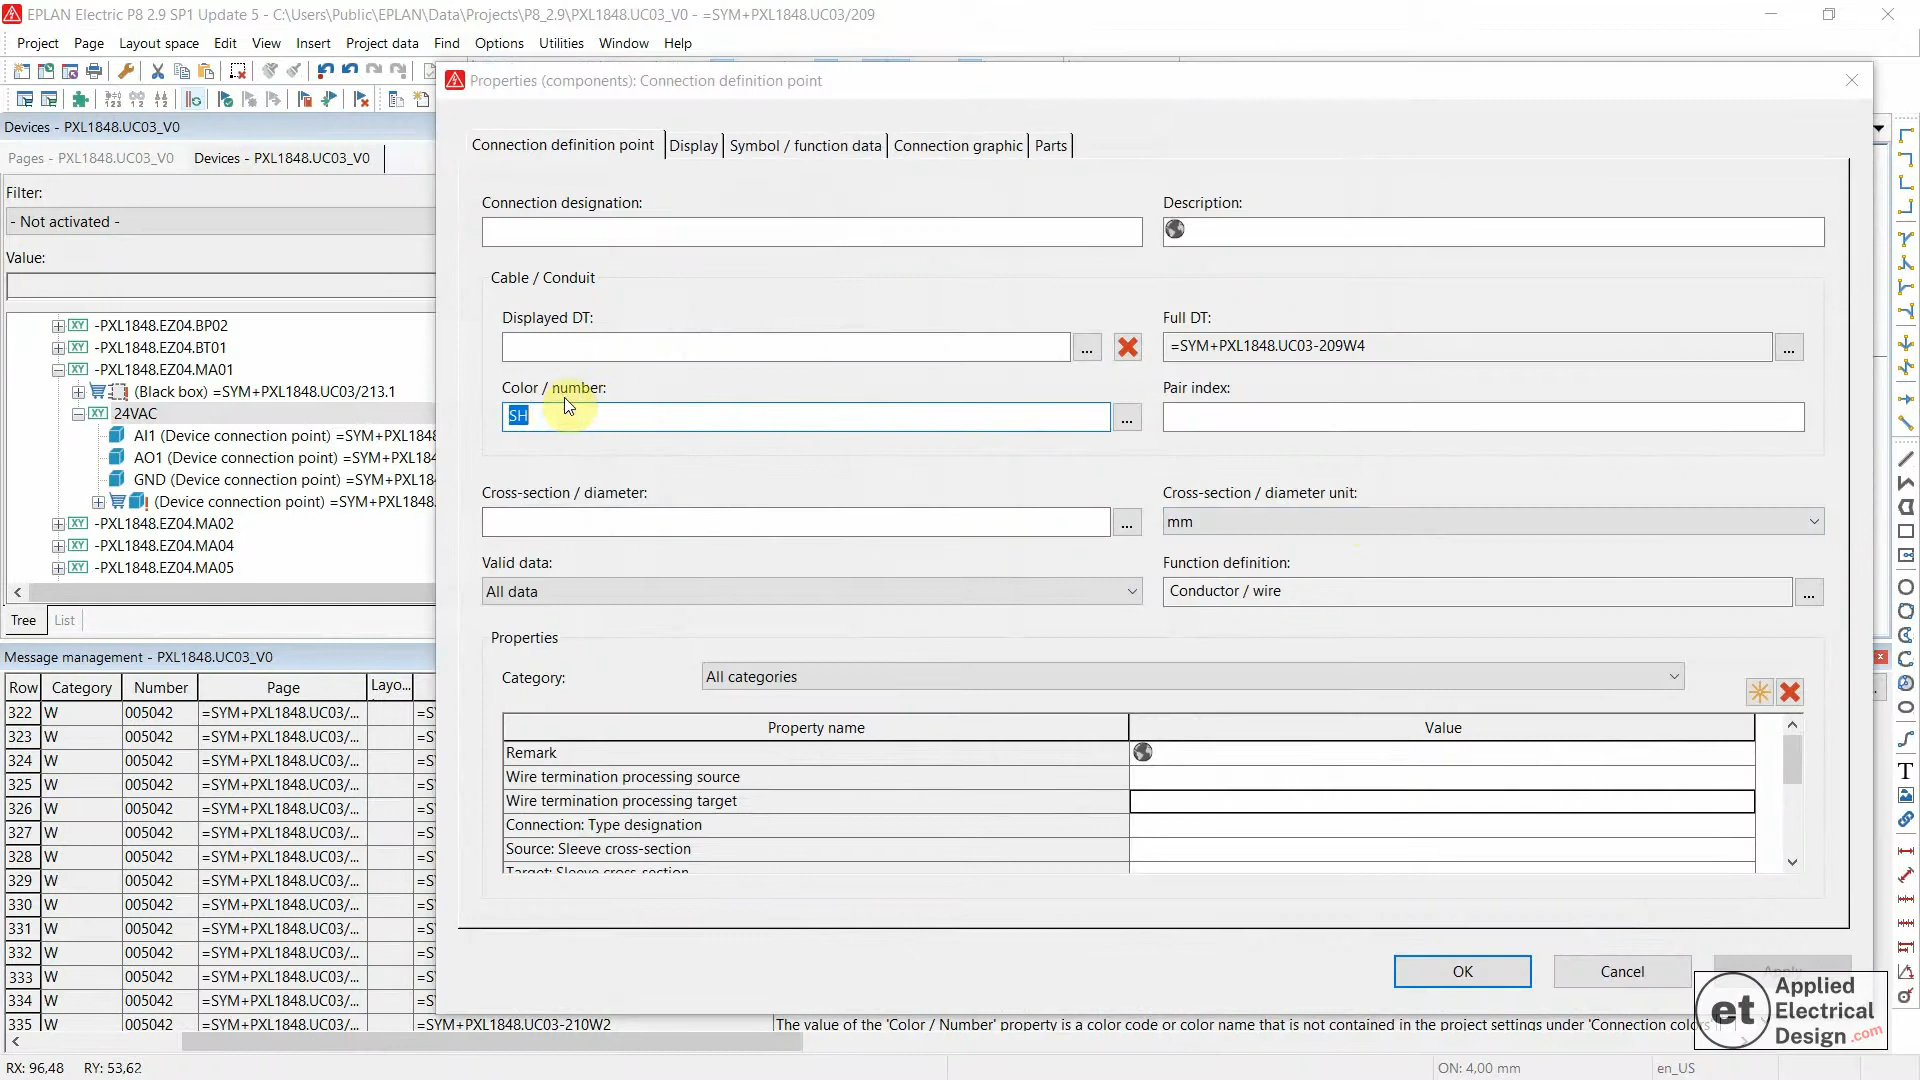 EPLAN Electric P8 2.9 SP1 Update 5 - C:\Users\Public\EPLAN\Data\Projects\P8_2.9\PXL1848.UC03_V0 - =SYM+PXL1848.UC03/209
Project Page Layout space Edit View Insert Project data Find Options Utilities Window Help
Properties (components): Connection definition point
Devices - PXL1848.UC03_V0
Pages - PXL1848.UC03_V0 Devices - PXL1848.UC03_V0
Filter:
- Not activated -
Value:
-PXL1848.EZ04.BP02
-PXL1848.EZ04.BT01
-PXL1848.EZ04.MA01
(Black box) =SYM+PXL1848.UC03/213.1
24VAC
AI1 (Device connection point) =SYM+PXL184
AO1 (Device connection point) =SYM+PXL184
GND (Device connection point) =SYM+PXL184
(Device connection point) =SYM+PXL184
-PXL1848.EZ04.MA02
-PXL1848.EZ04.MA04
-PXL1848.EZ04.MA05
Tree List
Connection definition point Display Symbol / function data Connection graphic Parts
Connection designation: Description:
Cable / Conduit
Displayed DT: Full DT:
... =SYM+PXL1848.UC03-209W4 ...
Color / number: Pair index:
SH ...
Cross-section / diameter: Cross-section / diameter unit:
... mm
Valid data: Function definition:
All data Conductor / wire ...
Properties
Category: All categories
Property name Value
Remark
Wire termination processing source
Wire termination processing target
Connection: Type designation
Source: Sleeve cross-section
Target: Sleeve cross-section
OK Cancel Apply
Message management - PXL1848.UC03_V0
Row Category Number Page Layo...
322 W 005042 =SYM+PXL1848.UC03/... =S
323 W 005042 =SYM+PXL1848.UC03/... =S
324 W 005042 =SYM+PXL1848.UC03/... =S
325 W 005042 =SYM+PXL1848.UC03/... =S
326 W 005042 =SYM+PXL1848.UC03/... =S
327 W 005042 =SYM+PXL1848.UC03/... =S
328 W 005042 =SYM+PXL1848.UC03/... =S
329 W 005042 =SYM+PXL1848.UC03/... =S
330 W 005042 =SYM+PXL1848.UC03/... =S
331 W 005042 =SYM+PXL1848.UC03/... =S
332 W 005042 =SYM+PXL1848.UC03/... =S
333 W 005042 =SYM+PXL1848.UC03/... =S
334 W 005042 =SYM+PXL1848.UC03/... =S
335 W 005042 =SYM+PXL1848.UC03/... =SYM+PXL1848.UC03-210W2 The value of the 'Color / Number' property is a color code or color name that is not contained in the project settings under 'Connection colors'
et Applied
Electrical
Design.com
RX: 96,48 RY: 53,62 ON: 4,00 mm en_US